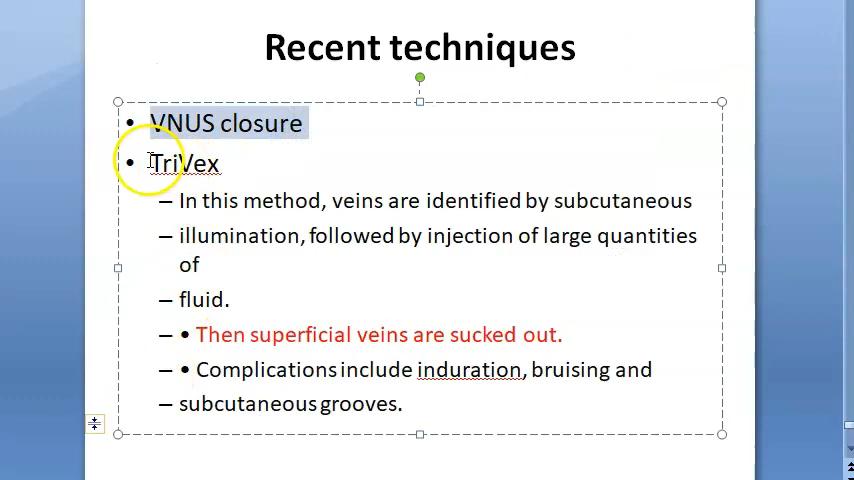 Recent techniques
• VNUS closure
• TriVex
– In this method, veins are identified by subcutaneous
– illumination, followed by injection of large quantities
of
– fluid.
– • Then superficial veins are sucked out.
– • Complications include induration, bruising and
– subcutaneous grooves.